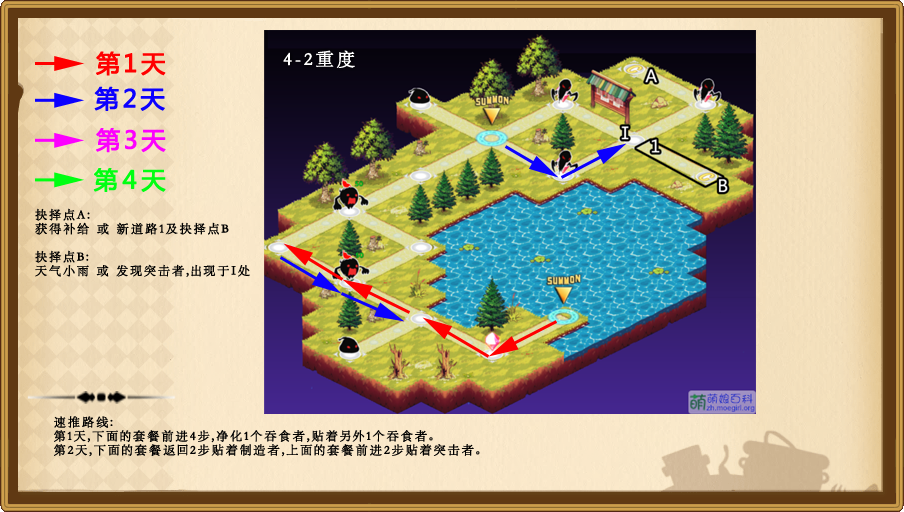 4-2重度
第1天
第2天
第3天
第4天
抉择点A:
获得补给 或 新道路1及抉择点B
抉择点B:
天气小雨 或 发现突击者,出现于I处
A
SUMMON
I
1
B
SUMMON
萌娘百科
zh.moegirl.org
速推路线:
第1天,下面的套餐前进4步,净化1个吞食者,贴着另外1个吞食者。
第2天,下面的套餐返回2步贴着制造者,上面的套餐前进2步贴着突击者。